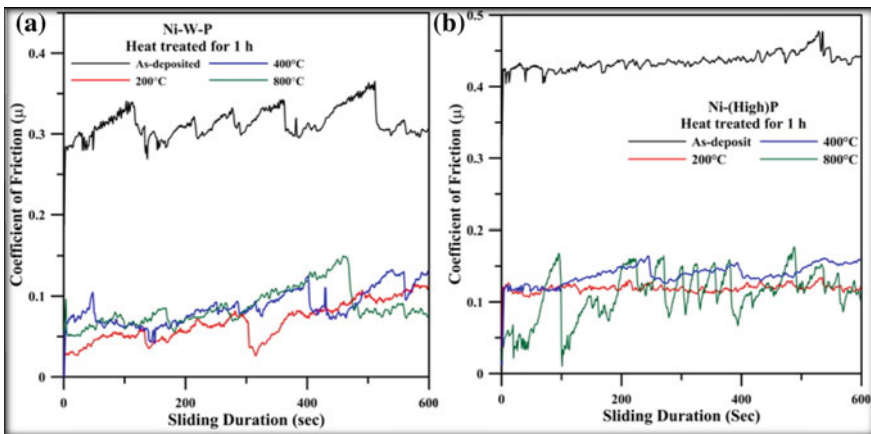 (a)
Ni-W-P
Heat treated for 1 h
As-deposited 400°C
200°C 800°C
0.4
0.3
0.2
0.1
0
Coefficient of Friction (μ)
0 200 400 600
Sliding Duration (sec)
(b)
0.5
0.4
0.3
0.2
0.1
0
Coefficient of Friction (μ)
Ni-(High)P
Heat treated for 1 h
As-deposit 400°C
200°C 800°C
0 200 400 600
Sliding Duration (Sec)